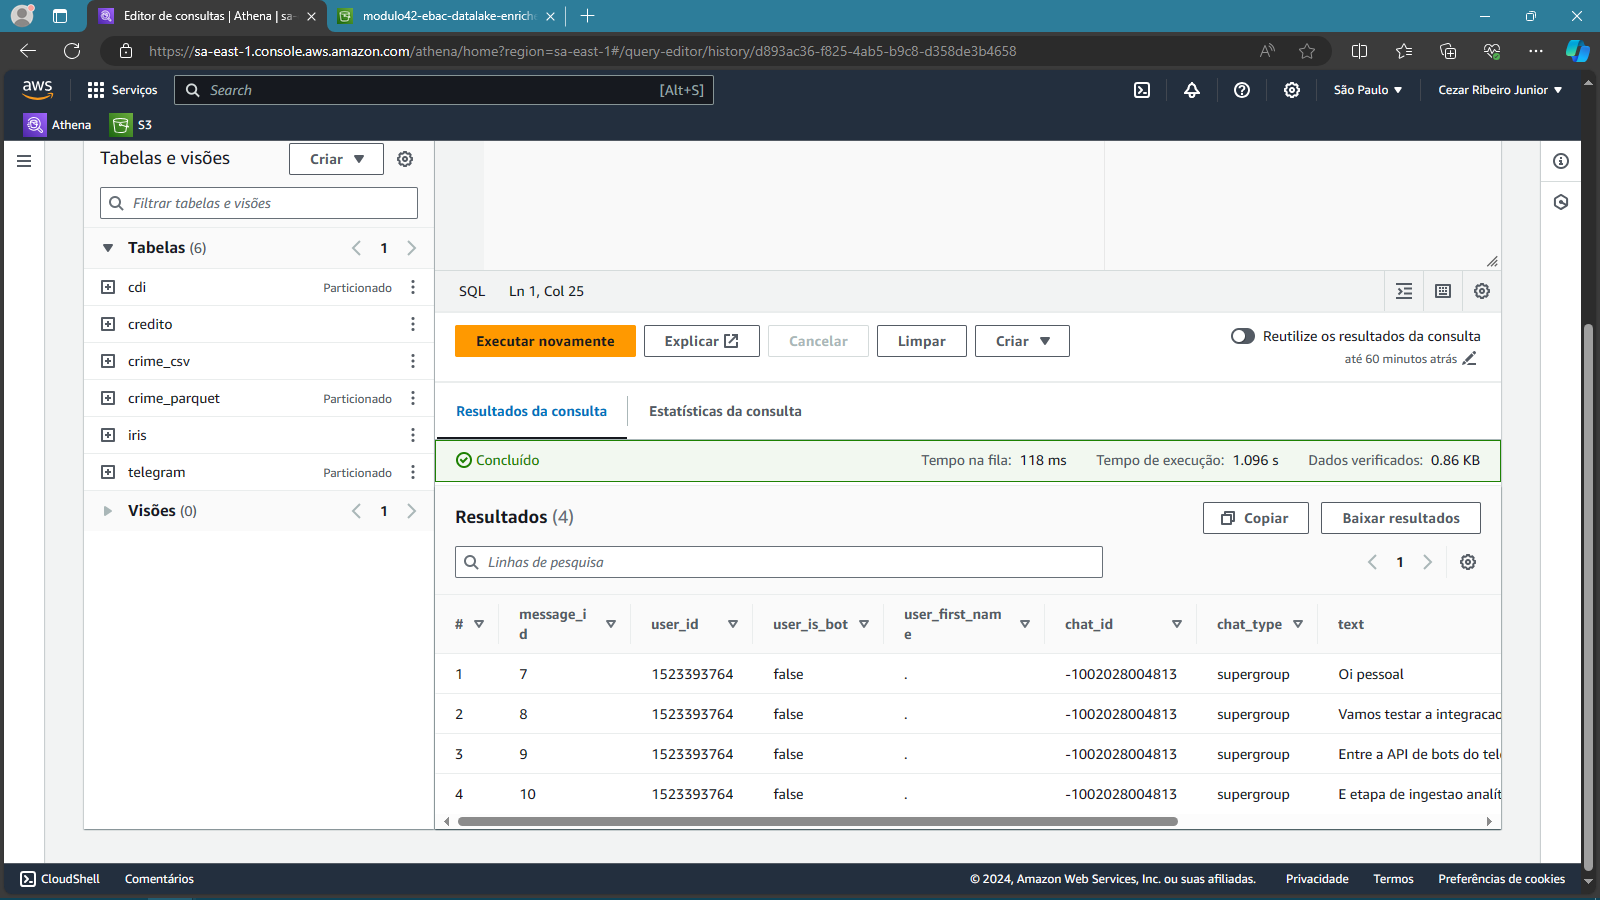 Editor de consultas | Athena | sa-
modulo42-ebac-datalake-enriche
https://sa-east-1.console.aws.amazon.com/athena/home?region=sa-east-1#/query-editor/history/d893ac36-f825-4ab5-b9c8-d358de3b4658
aws
Serviços
Search
[Alt+S]
São Paulo
Cezar Ribeiro Junior
Athena
S3
Tabelas e visões
Criar
Filtrar tabelas e visões
Tabelas (6)
1
cdi
Particionado
credito
crime_csv
crime_parquet
Particionado
iris
telegram
Particionado
Visões (0)
1
SQL
Ln 1, Col 25
Executar novamente
Explicar
Cancelar
Limpar
Criar
Reutilize os resultados da consulta
até 60 minutos atrás
Resultados da consulta
Estatísticas da consulta
Concluído
Tempo na fila: 118 ms
Tempo de execução: 1.096 s
Dados verificados: 0.86 KB
Resultados (4)
Copiar
Baixar resultados
Linhas de pesquisa
1
# message_i user_id user_is_bot user_first_nam chat_id chat_type text
d e
1 7 1523393764 false . -1002028004813 supergroup Oi pessoal
2 8 1523393764 false . -1002028004813 supergroup Vamos testar a integracao
3 9 1523393764 false . -1002028004813 supergroup Entre a API de bots do tel
4 10 1523393764 false . -1002028004813 supergroup E etapa de ingestao analít
CloudShell
Comentários
© 2024, Amazon Web Services, Inc. ou suas afiliadas.
Privacidade
Termos
Preferências de cookies